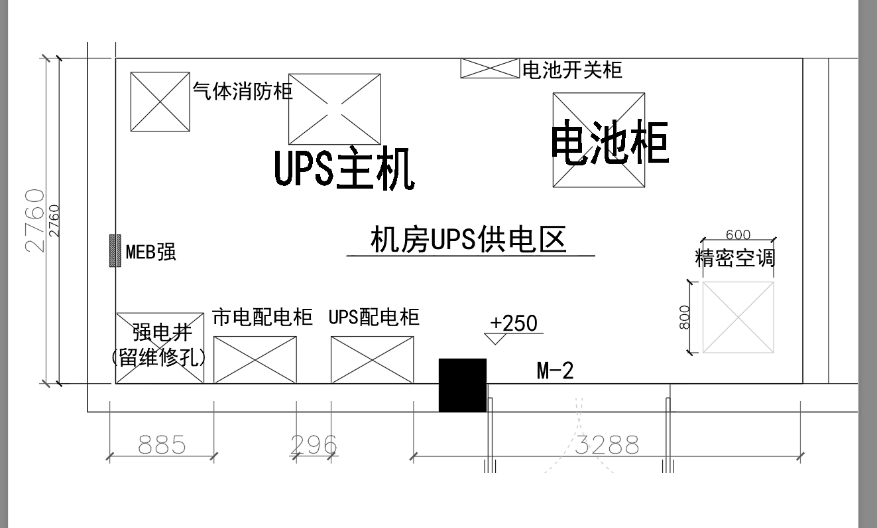 电池开关柜
气体消防柜
电池柜
UPS主机
2760
2760
机房UPS供电区
600
MEB强
精密空调
800
市电配电柜
UPS配电柜
+250
强电井
(留维修孔)
M-2
885
296
3288